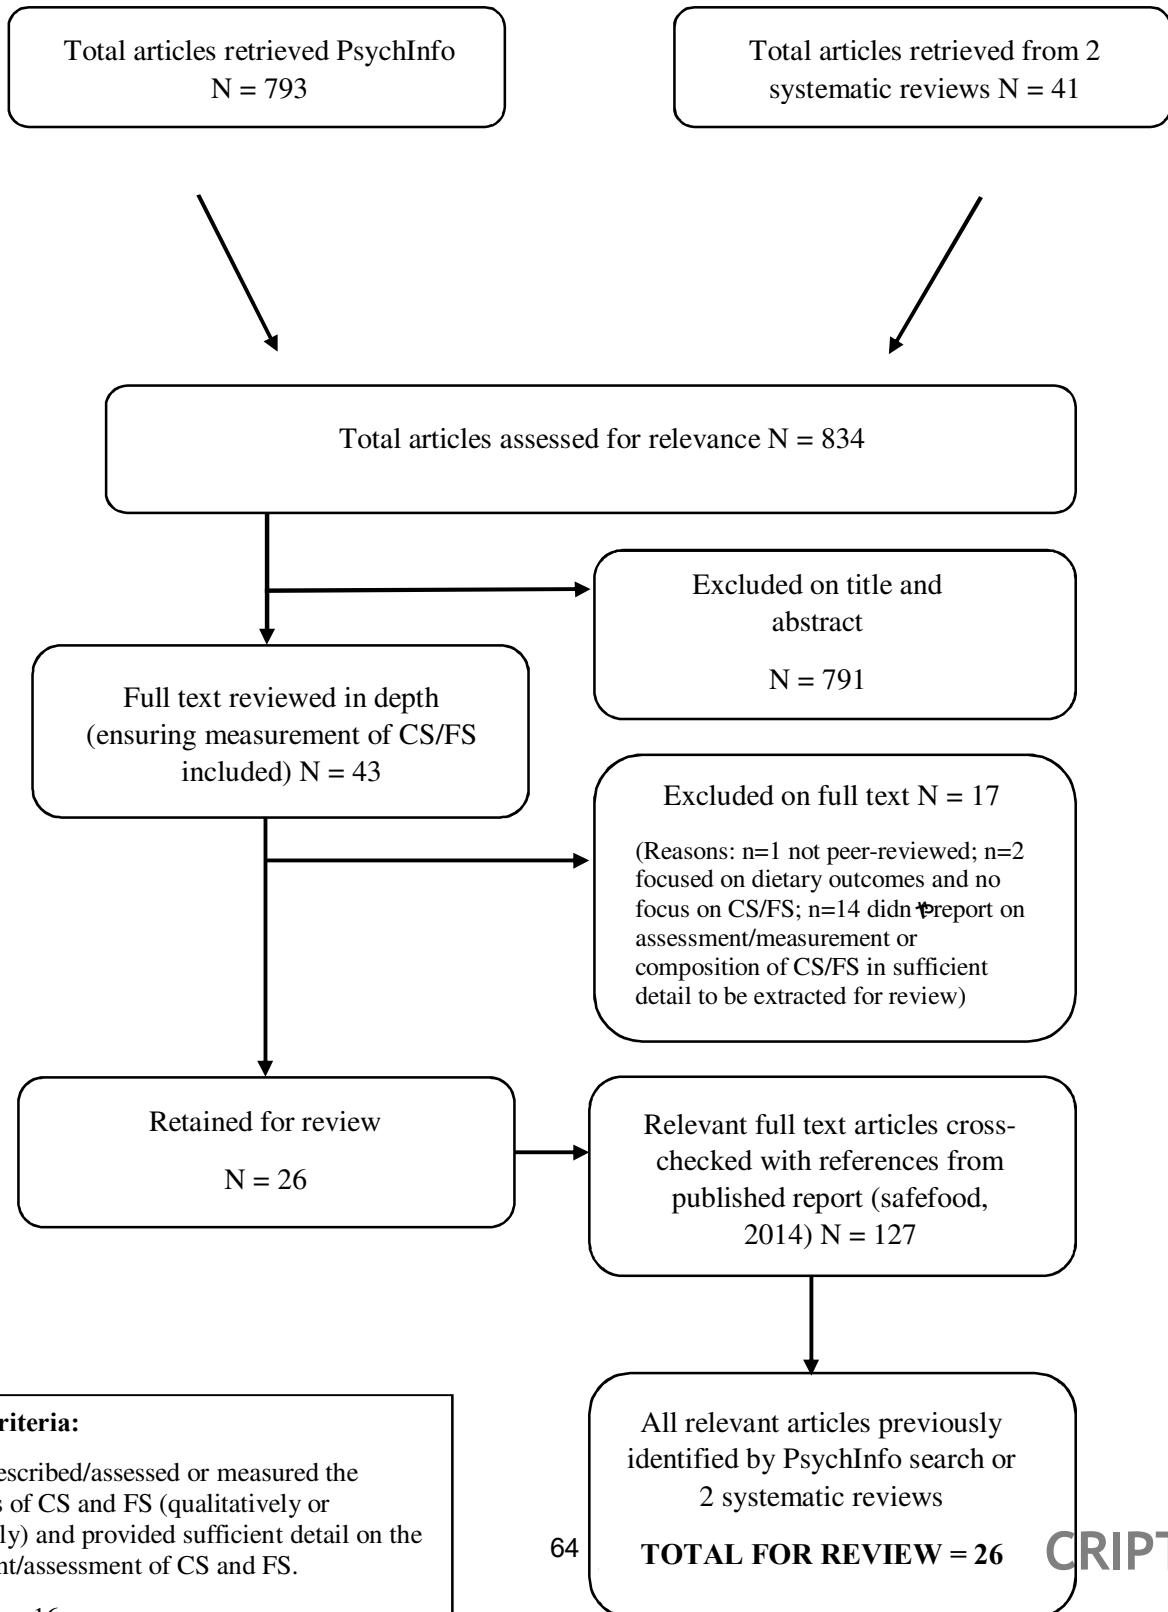 Total articles retrieved PsychInfo
N = 793
Total articles retrieved from 2
systematic reviews N = 41
Total articles assessed for relevance N = 834
Excluded on title and
abstract
N = 791
Full text reviewed in depth
(ensuring measurement of CS/FS
included) N = 43
Excluded on full text N = 17
(Reasons: n=1 not peer-reviewed; n=2
focused on dietary outcomes and no
focus on CS/FS; n=14 didn report on
assessment/measurement or
composition of CS/FS in sufficient
detail to be extracted for review)
Retained for review
N = 26
Relevant full text articles cross-
checked with references from
published report (safefood,
2014) N = 127
riteria:
escribed/assessed or measured the
s of CS and FS (qualitatively or
ly) and provided sufficient detail on the
nt/assessment of CS and FS.
All relevant articles previously
identified by PsychInfo search or
2 systematic reviews
TOTAL FOR REVIEW = 26
64
CRIPT